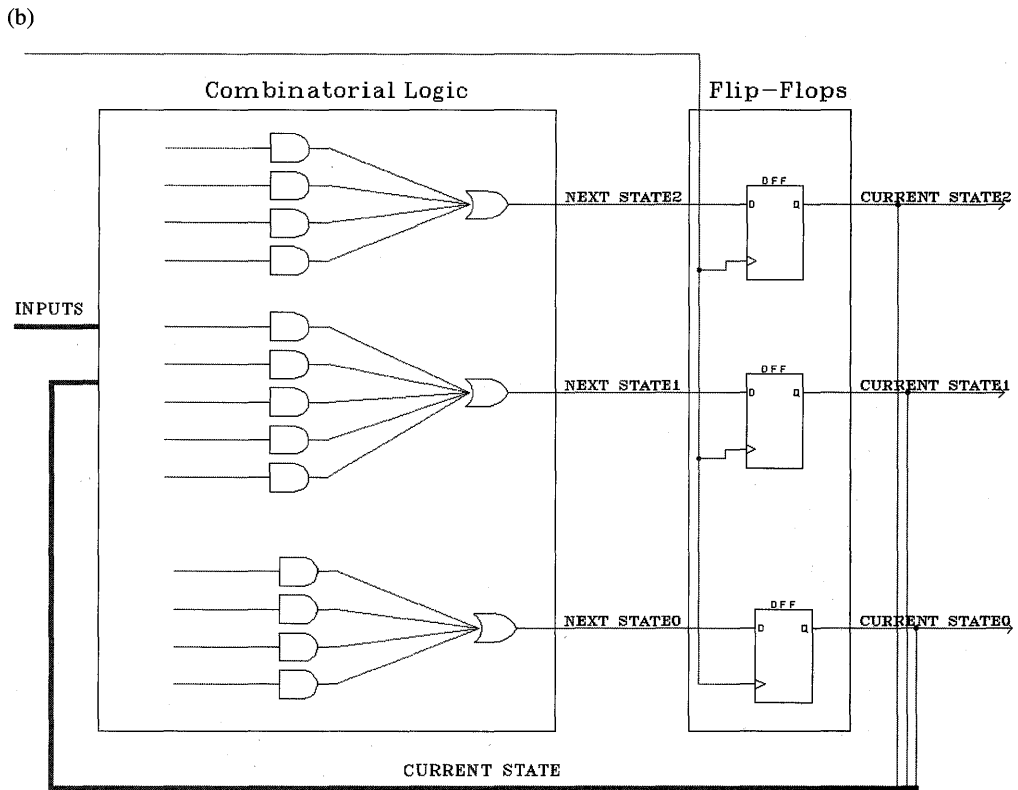 (b)
Combinatorial Logic
Flip-Flops
DFF
NEXT STATE2
D
Q
CURRENT STATE2
INPUTS
DFF
NEXT STATE1
D
Q
CURRENT STATE1
DFF
NEXT STATE0
D
Q
CURRENT STATE0
CURRENT STATE